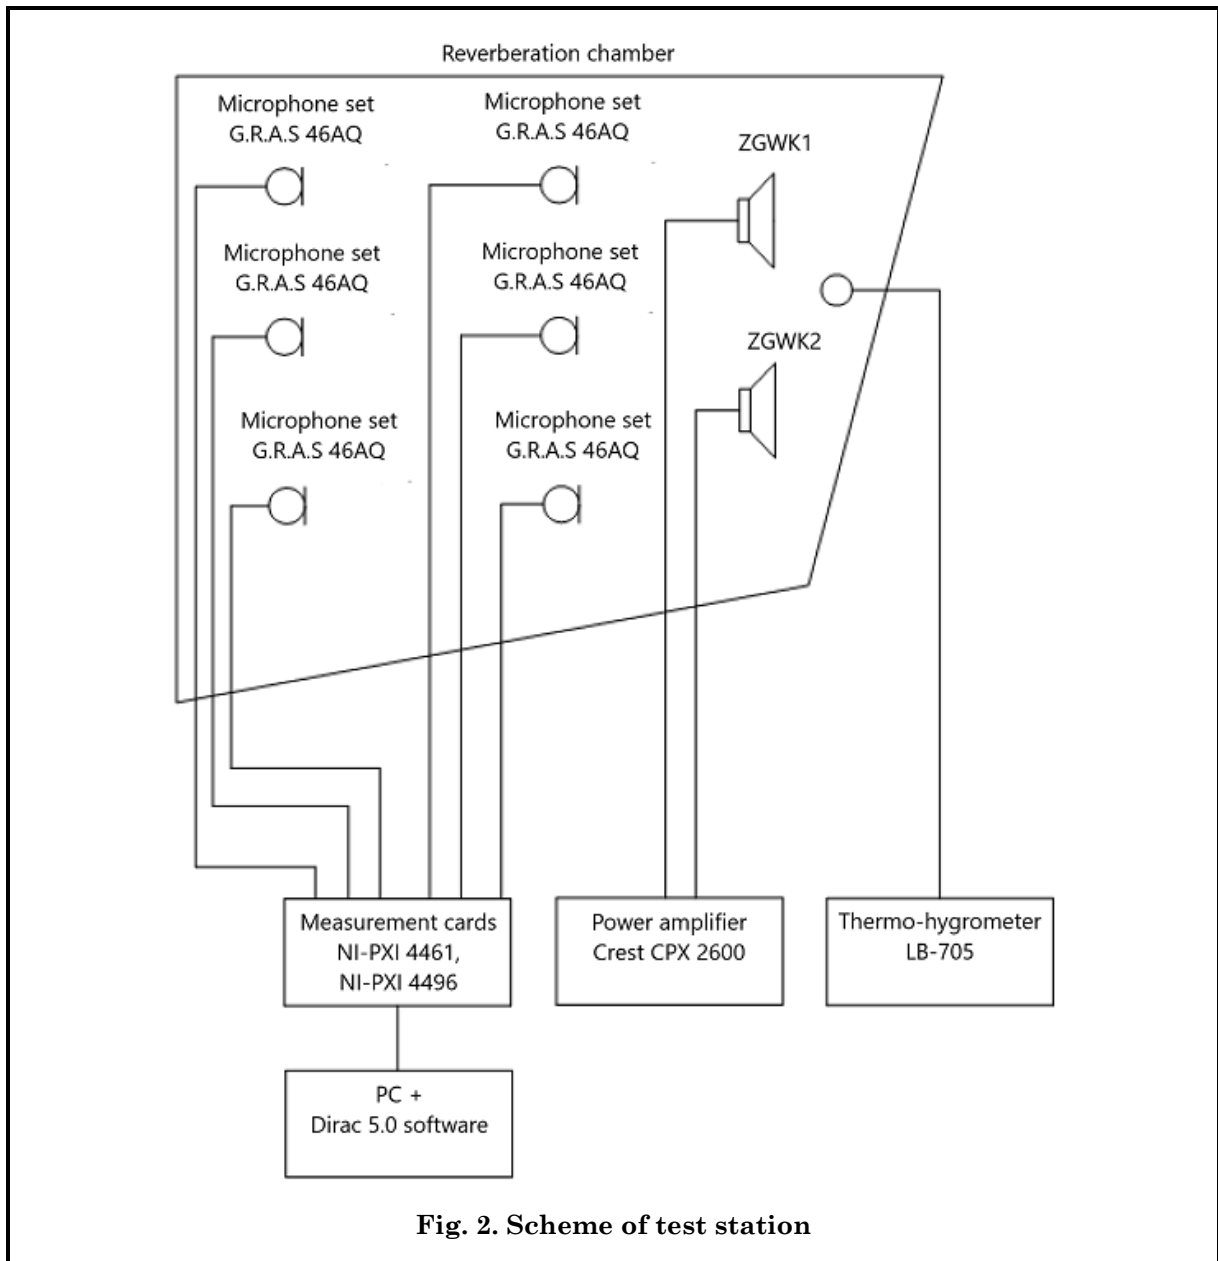 Reverberation chamber
Microphone set
G.R.A.S 46AQ
Microphone set
G.R.A.S 46AQ
ZGWK1
Microphone set
G.R.A.S 46AQ
Microphone set
G.R.A.S 46AQ
ZGWK2
Microphone set
G.R.A.S 46AQ
Microphone set
G.R.A.S 46AQ
Measurement cards
NI-PXI 4461,
NI-PXI 4496
Power amplifier
Crest CPX 2600
Thermo-hygrometer
LB-705
PC +
Dirac 5.0 software
Fig. 2. Scheme of test station